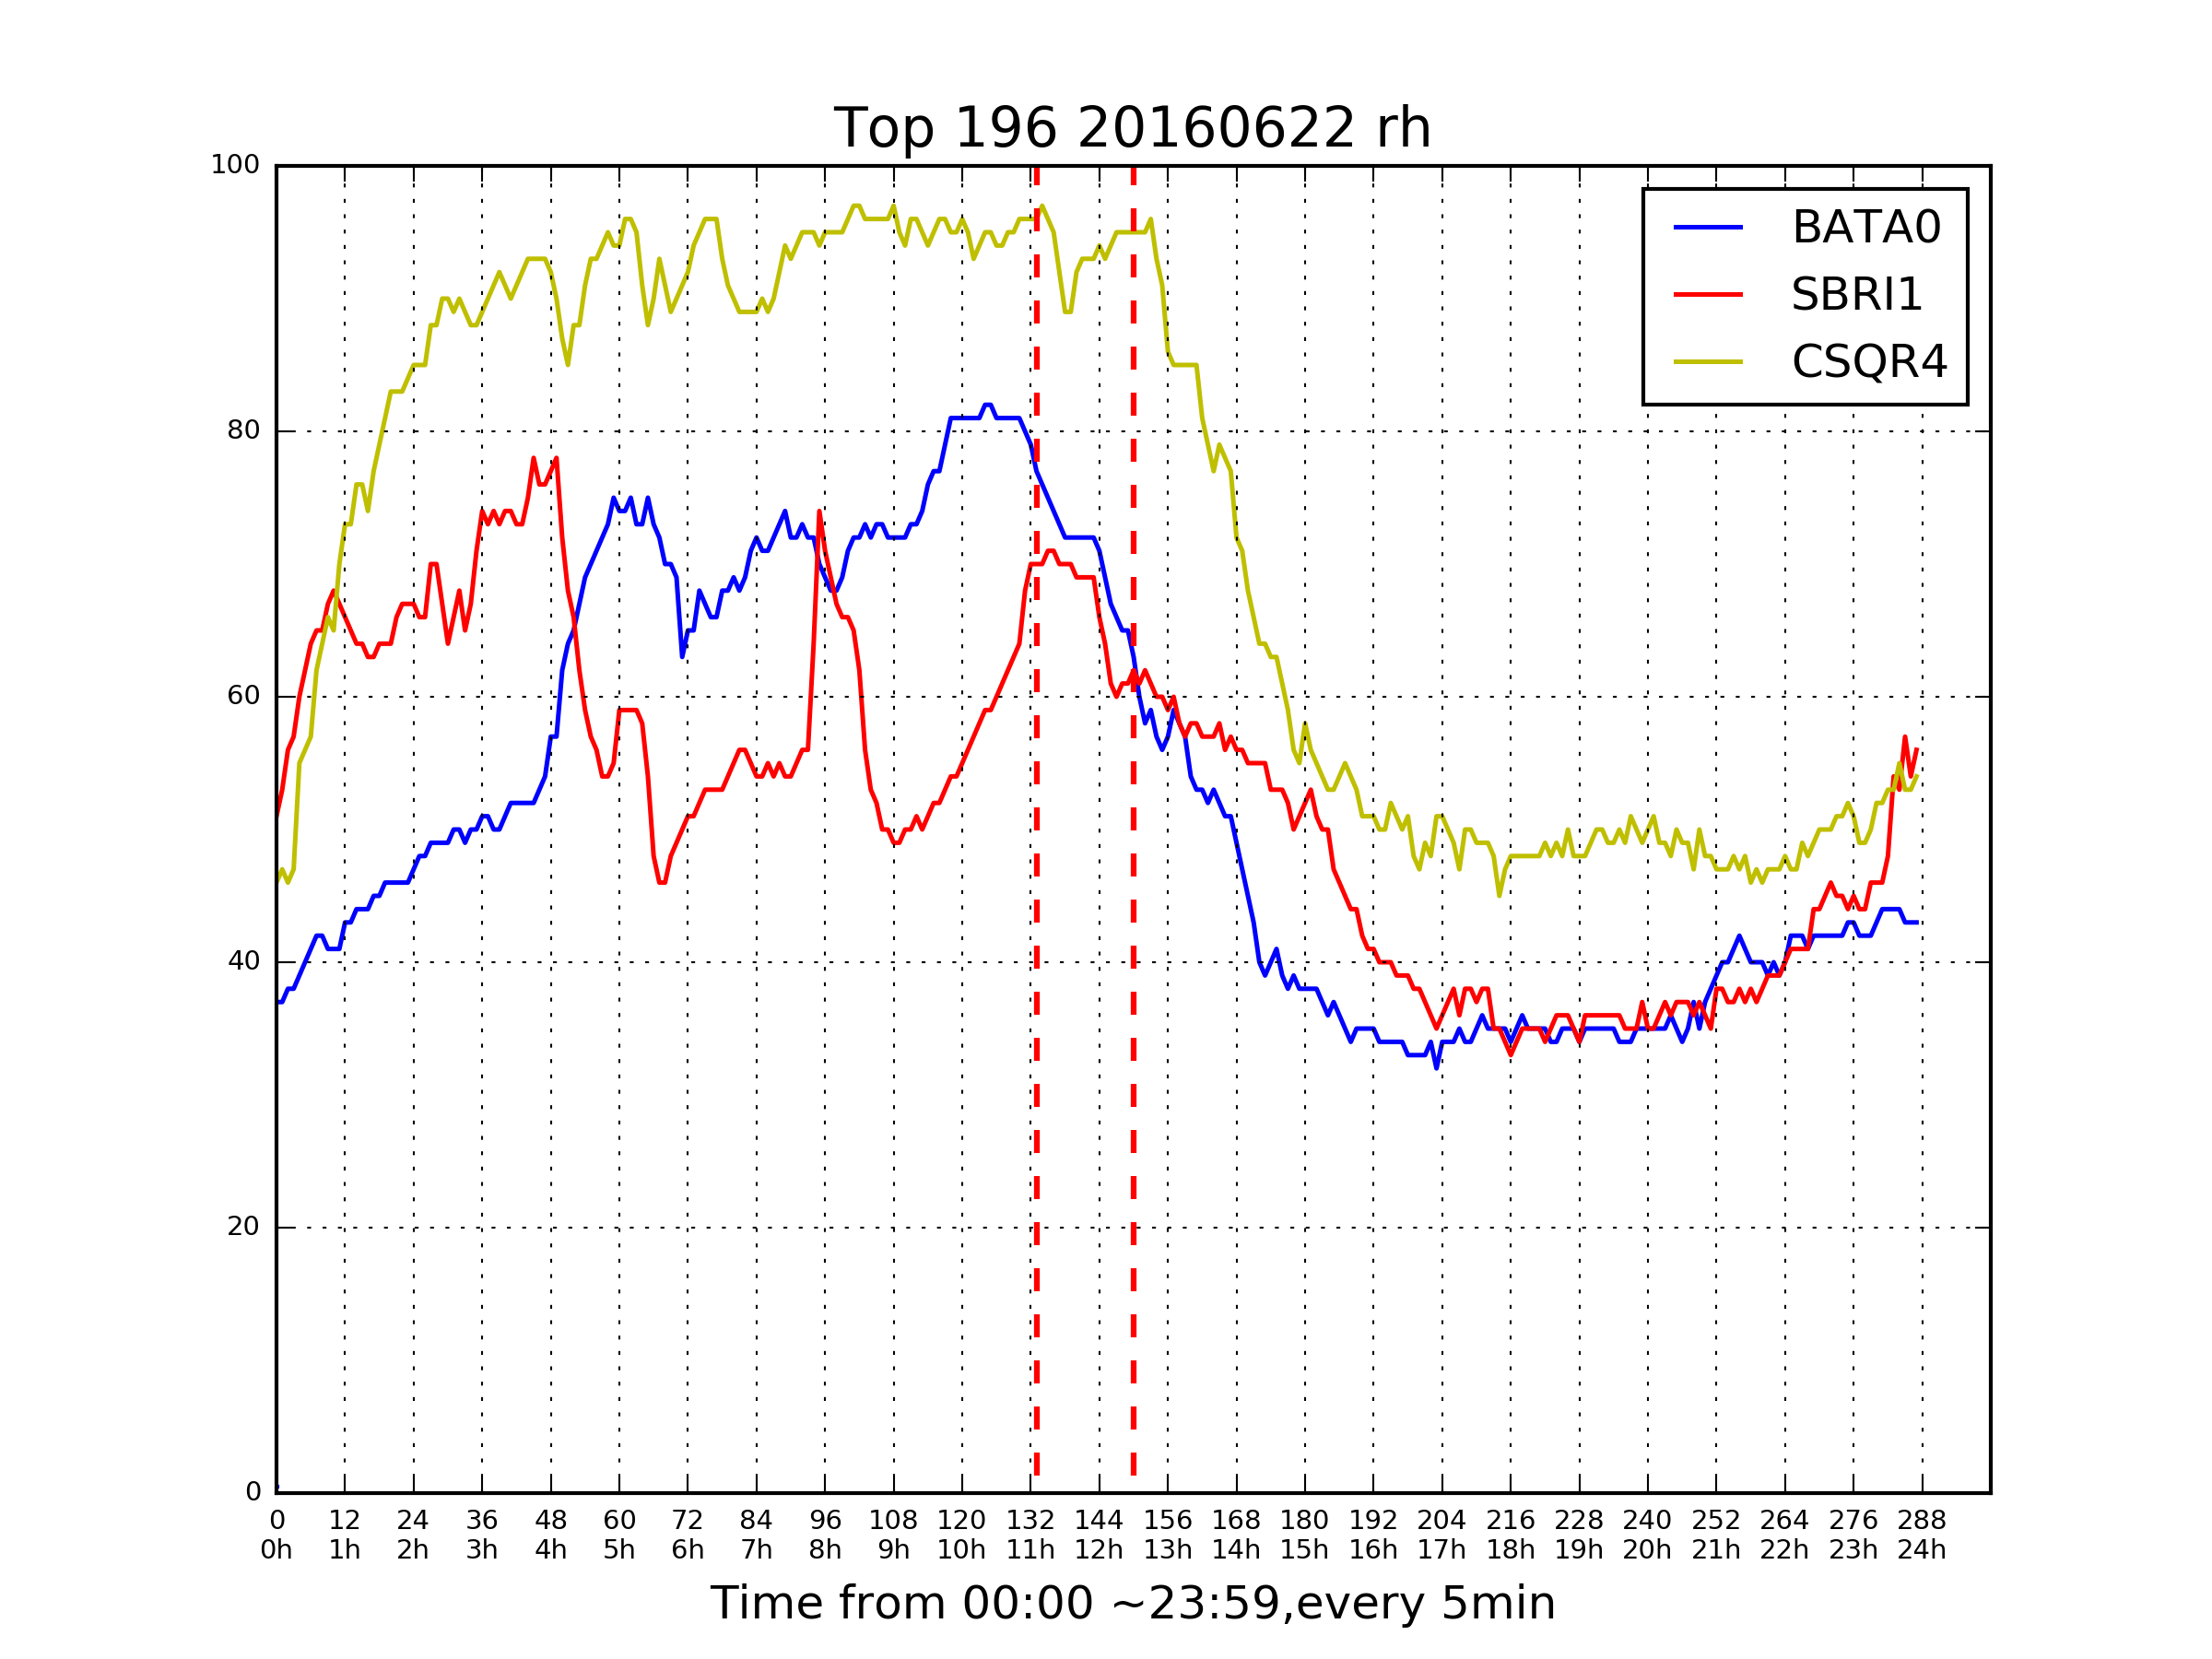 Top 196 20160622 rh
100
80
60
40
20
0
BATA0
SBRI1
CSQR4
0 12 24 36 48 60 72 84 96 108 120 132 144 156 168 180 192 204 216 228 240 252 264 276 288
0h 1h 2h 3h 4h 5h 6h 7h 8h 9h 10h 11h 12h 13h 14h 15h 16h 17h 18h 19h 20h 21h 22h 23h 24h
Time from 00:00 ~23:59,every 5min